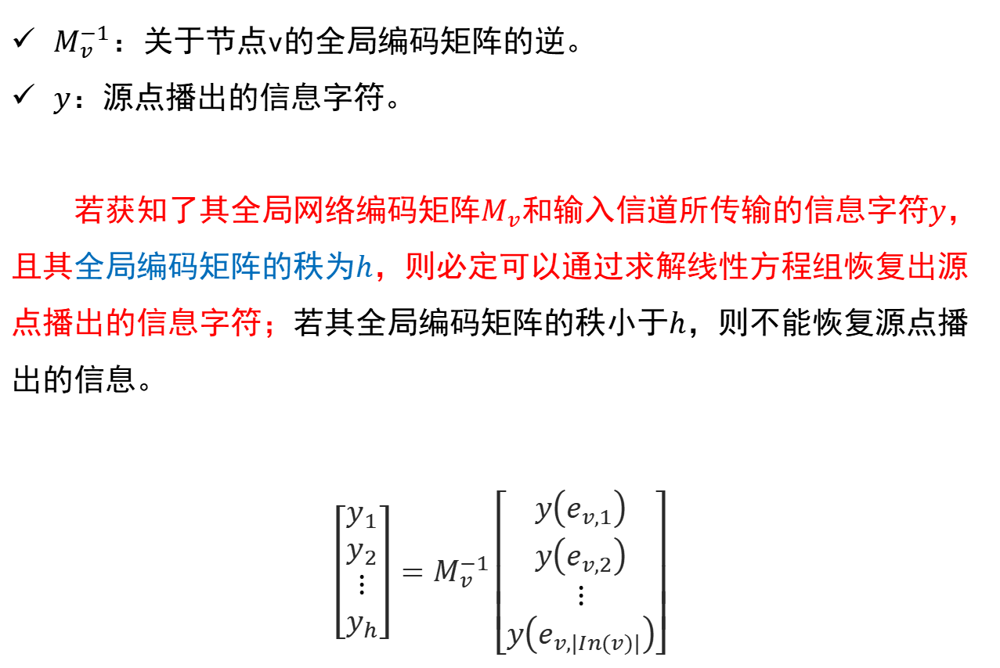 ✓ $M_v^{-1}$：关于节点v的全局编码矩阵的逆。
✓ $y$：源点播出的信息字符。
若获知了其全局网络编码矩阵$M_v$和输入信道所传输的信息字符$y$，
且其全局编码矩阵的秩为$h$，则必定可以通过求解线性方程组恢复出源
点播出的信息字符；若其全局编码矩阵的秩小于$h$，则不能恢复源点播
出的信息。
$\begin{bmatrix} y_1 \\ y_2 \\ \vdots \\ y_h \end{bmatrix} = M_v^{-1} \begin{bmatrix} y(e_{v,1}) \\ y(e_{v,2}) \\ \vdots \\ y(e_{v,|In(v)|}) \end{bmatrix}$